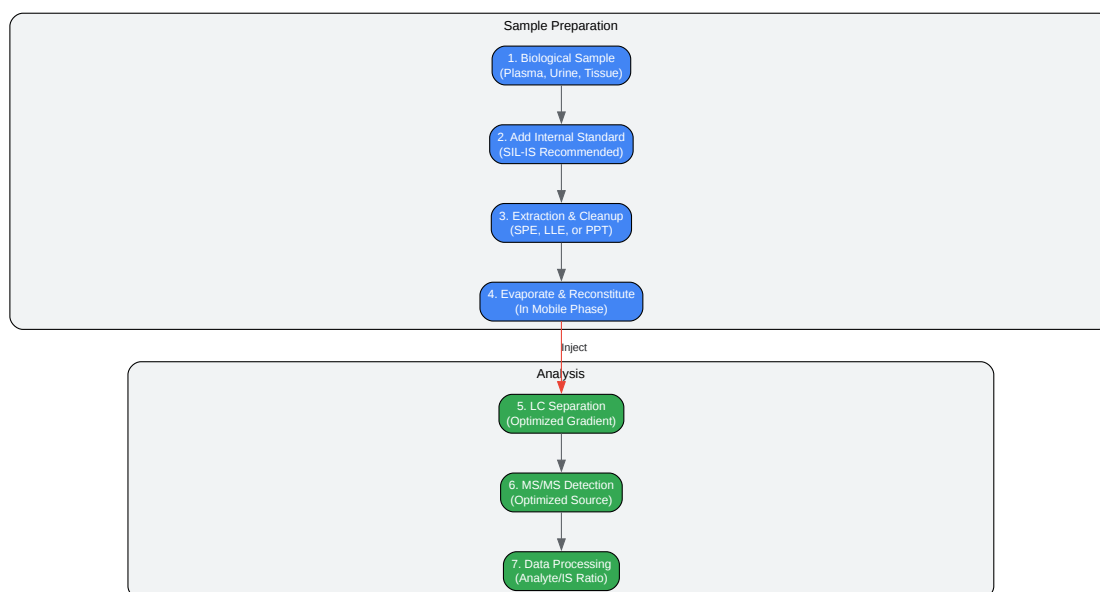 Sample Preparation
1. Biological Sample
(Plasma, Urine, Tissue)
2. Add Internal Standard
(SIL-IS Recommended)
3. Extraction & Cleanup
(SPE, LLE, or PPT)
4. Evaporate & Reconstitute
(In Mobile Phase)
Inject
Analysis
5. LC Separation
(Optimized Gradient)
6. MS/MS Detection
(Optimized Source)
7. Data Processing
(Analyte/IS Ratio)